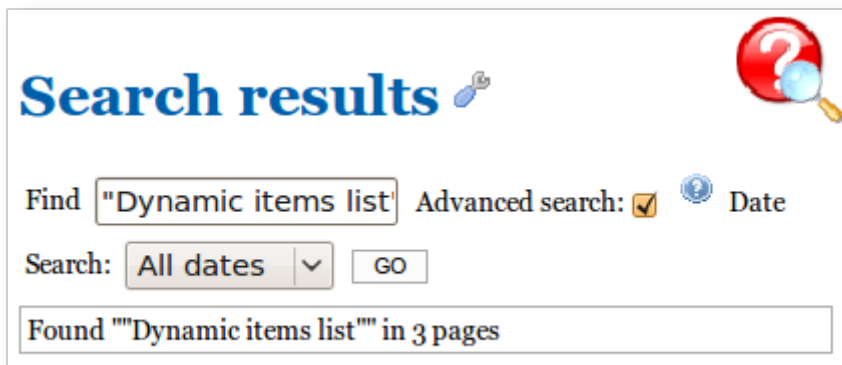 Search results
Find "Dynamic items list" Advanced search: Date
Search: All dates GO
Found ""Dynamic items list"" in 3 pages